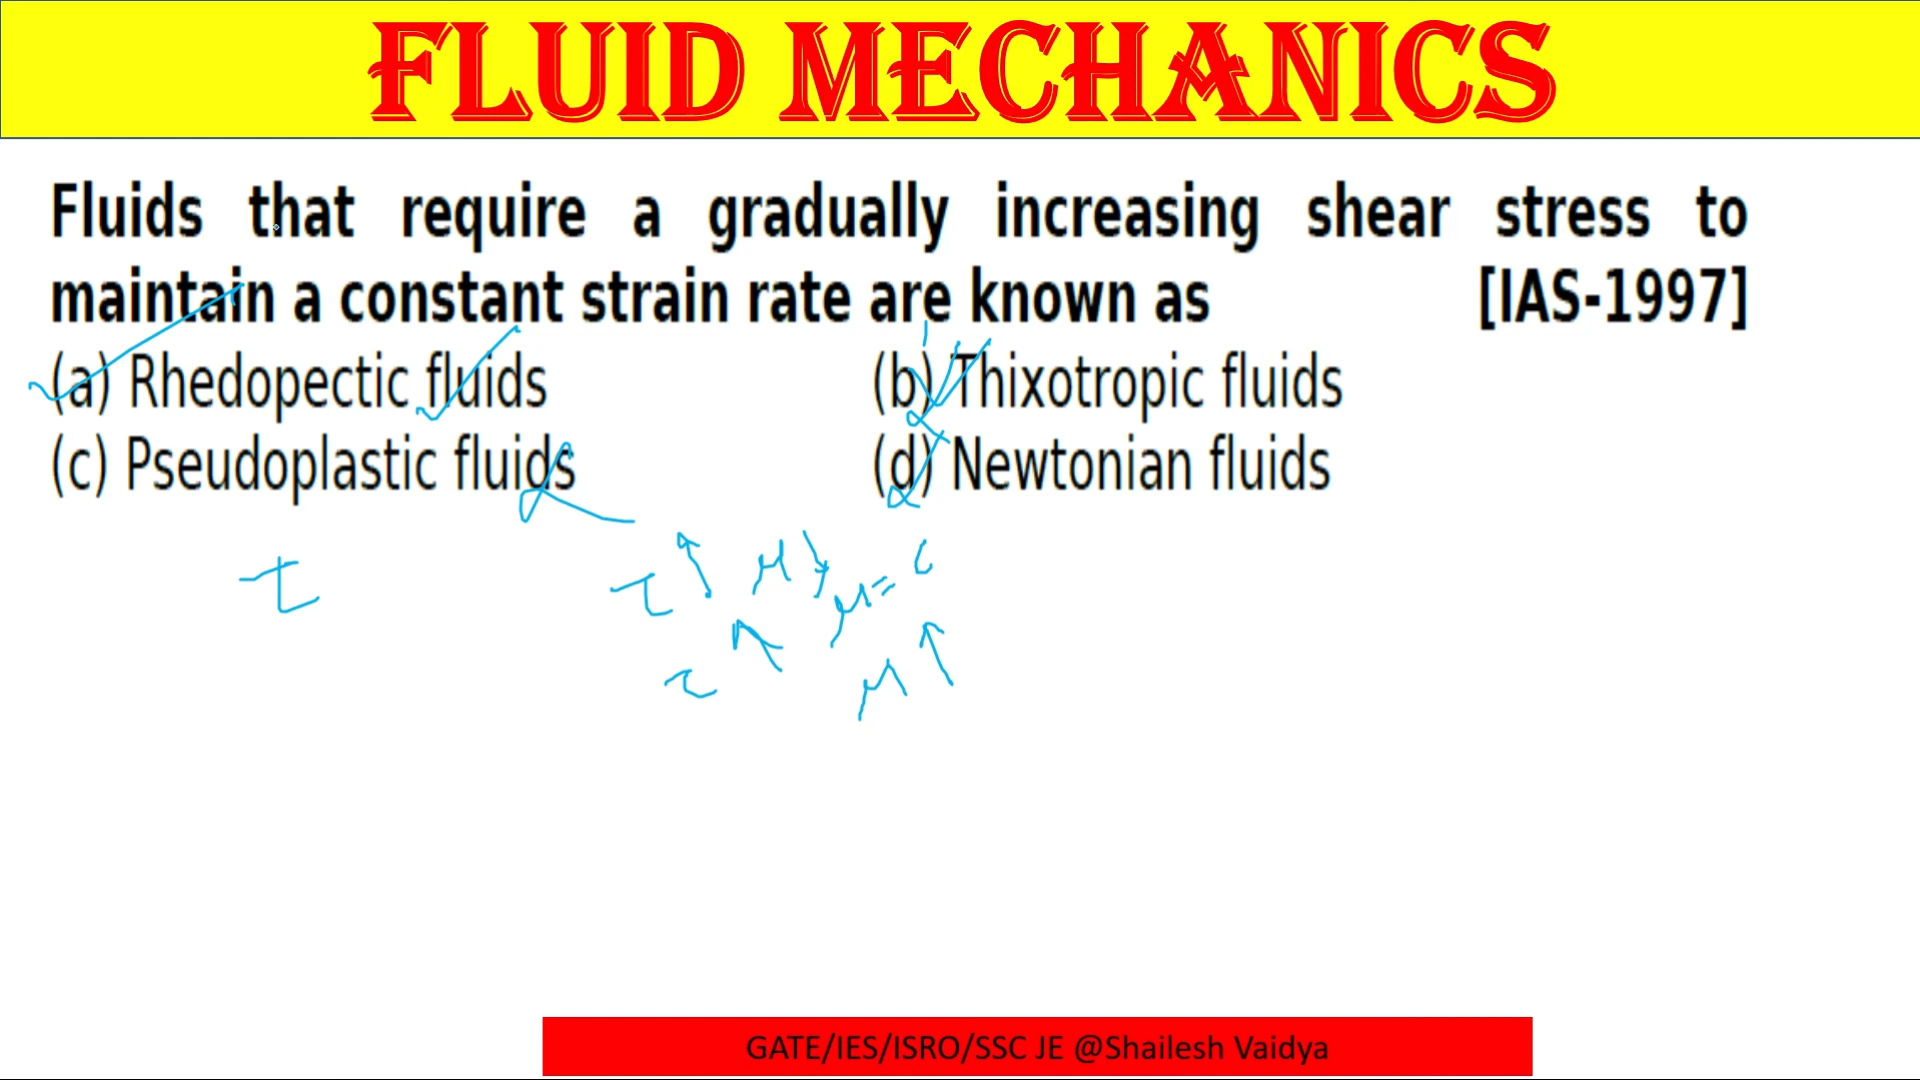 FLUID MECHANICS
Fluids that require a gradually increasing shear stress to
maintain a constant strain rate are known as [IAS-1997]
(a) Rhedopectic fluids (b) Thixotropic fluids
(c) Pseudoplastic fluids (d) Newtonian fluids
τ ↑ μ ↓
μ = c
τ ↑ μ ↑
GATE/IES/ISRO/SSC JE @Shailesh Vaidya